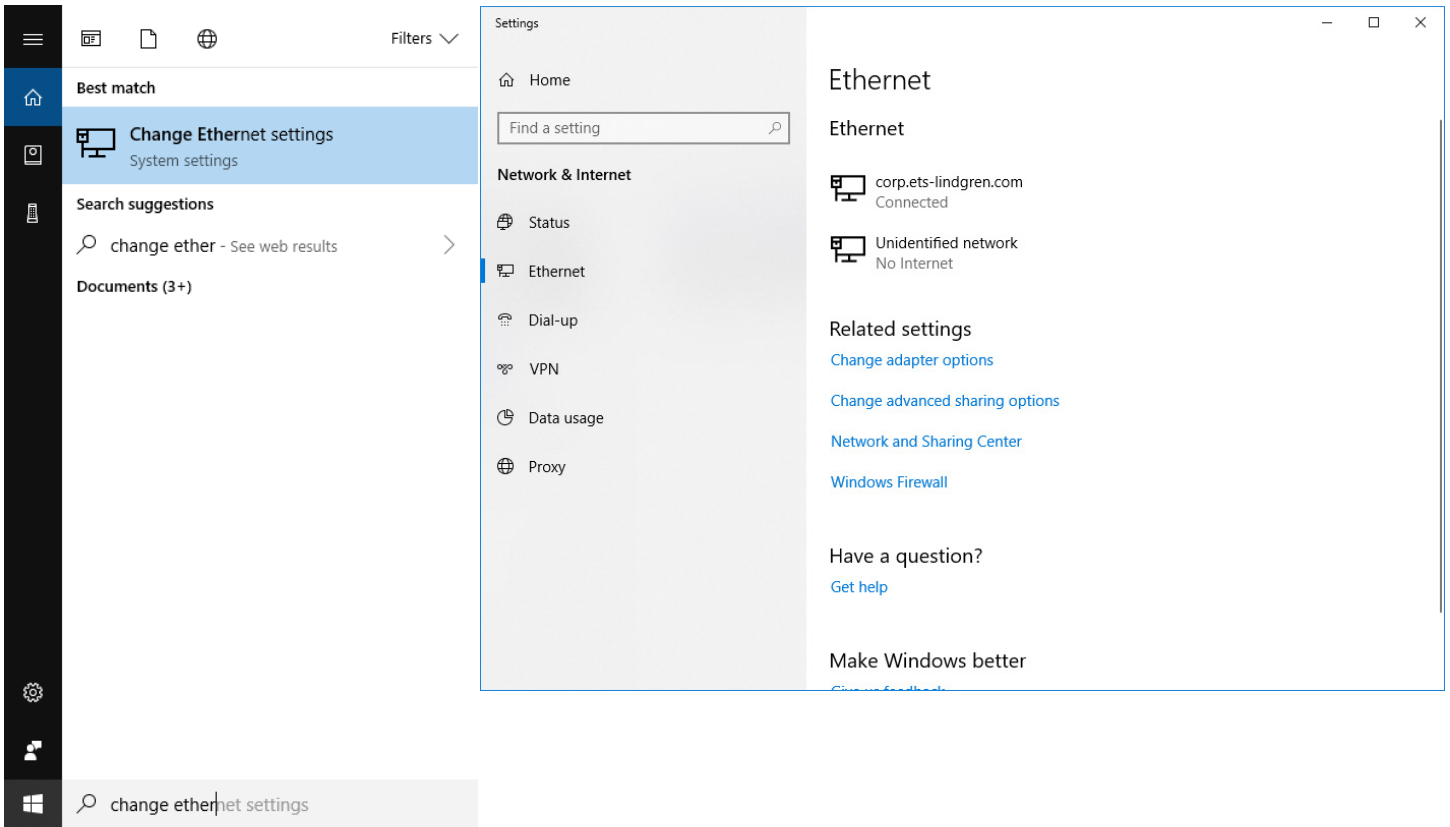 Filters
Best match
Change Ethernet settings
System settings
Search suggestions
change ether - See web results
Documents (3+)
change ethernet settings
Settings
Home
Find a setting
Network & Internet
Status
Ethernet
Dial-up
VPN
Data usage
Proxy
Ethernet
Ethernet
corp.ets-lindgren.com
Connected
Unidentified network
No Internet
Related settings
Change adapter options
Change advanced sharing options
Network and Sharing Center
Windows Firewall
Have a question?
Get help
Make Windows better
Give us feedback